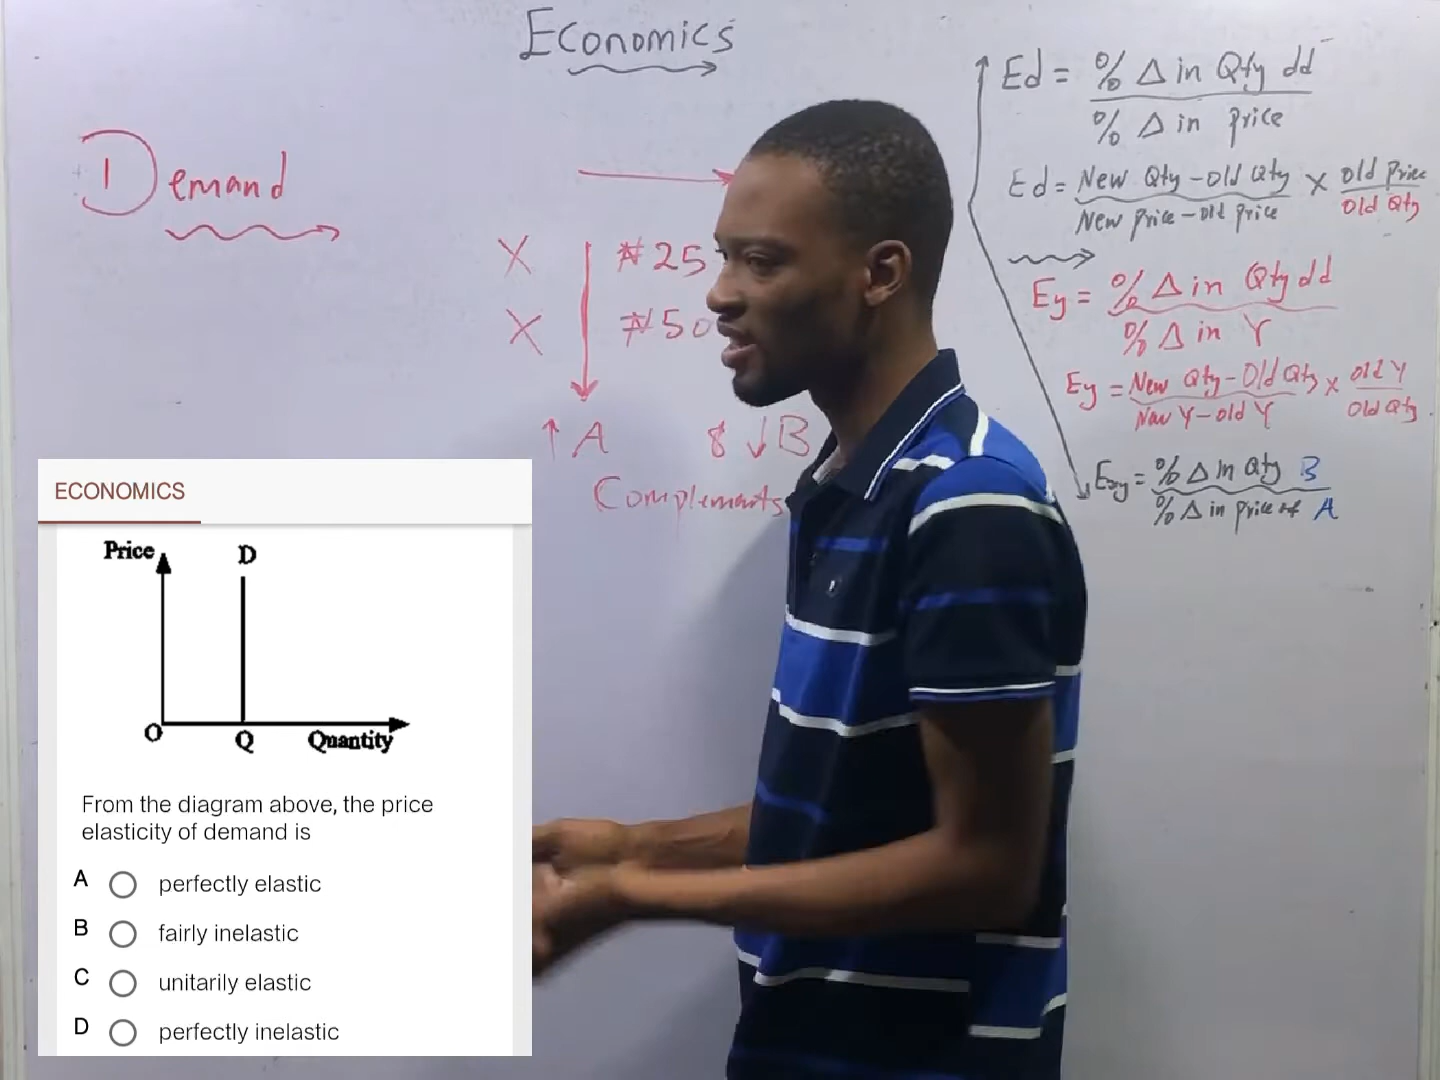 Economics
Demand
X ₦25
X ₦50
↑ A & ↓ B
Complements
Ed = % Δ in Qty dd
% Δ in Price
Ed = New Qty - Old Qty × Old Price
New Price - Old Price Old Qty
Ey = % Δ in Qty dd
% Δ in Y
Ey = New Qty - Old Qty × Old Y
New Y - Old Y Old Qty
Exy = % Δ in Qty B
% Δ in price of A
ECONOMICS
Price D
O Q Quantity
From the diagram above, the price
elasticity of demand is
A perfectly elastic
B fairly inelastic
C unitarily elastic
D perfectly inelastic